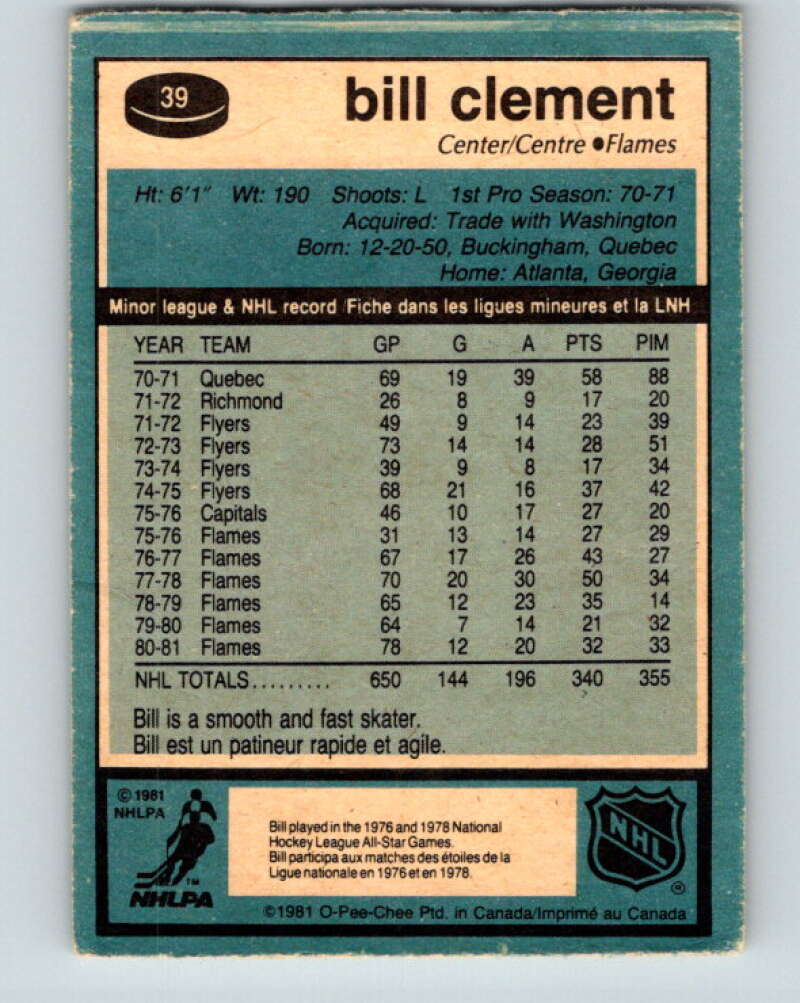 39
bill clement
Center/Centre •Flames
Ht: 6'1" Wt: 190 Shoots: L 1st Pro Season: 70-71
Acquired: Trade with Washington
Born: 12-20-50, Buckingham, Quebec
Home: Atlanta, Georgia
Minor league & NHL record/Fiche dans les ligues mineures et la LNH
YEAR TEAM GP G A PTS PIM
70-71 Quebec 69 19 39 58 88
71-72 Richmond 26 8 9 17 20
71-72 Flyers 49 9 14 23 39
72-73 Flyers 73 14 14 28 51
73-74 Flyers 39 9 8 17 34
74-75 Flyers 68 21 16 37 42
75-76 Capitals 46 10 17 27 20
75-76 Flames 31 13 14 27 29
76-77 Flames 67 17 26 43 27
77-78 Flames 70 20 30 50 34
78-79 Flames 65 12 23 35 14
79-80 Flames 64 7 14 21 32
80-81 Flames 78 12 20 32 33
NHL TOTALS......... 650 144 196 340 355
Bill is a smooth and fast skater.
Bill est un patineur rapide et agile.
©1981
NHLPA
TM
NHLPA
Bill played in the 1976 and 1978 National
Hockey League All-Star Games.
Bill participa aux matches des étoiles de la
Ligue nationale en 1976 et en 1978.
NHL
®
©1981 O-Pee-Chee Ptd. in Canada/Imprimé au Canada